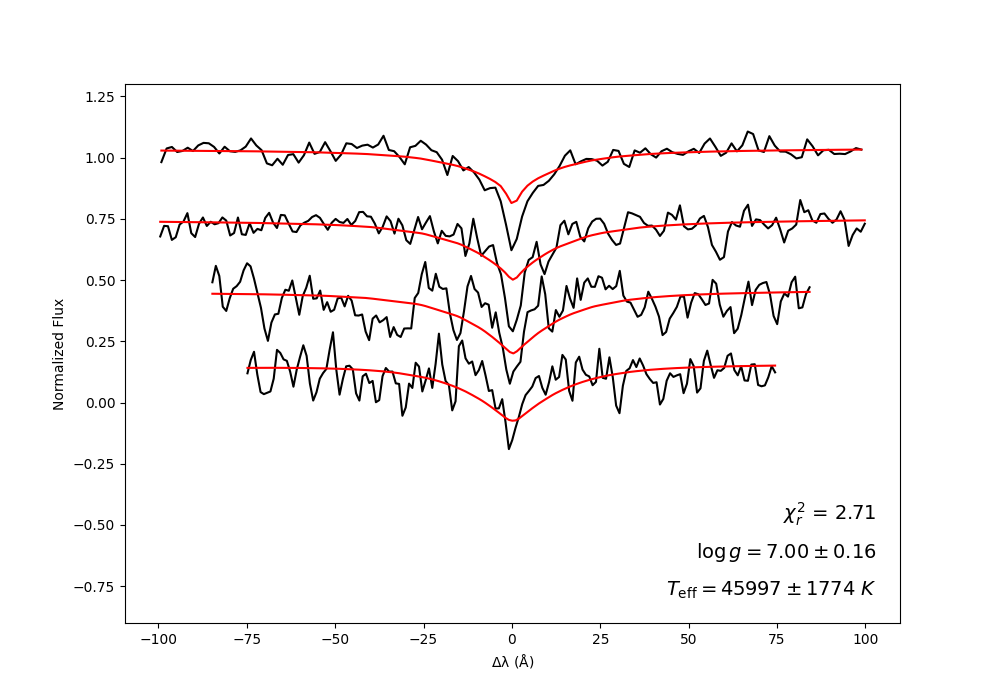 1.25
1.00
0.75
0.50
0.25
0.00
−0.25
−0.50
−0.75
Normalized Flux
χ²ᵣ = 2.71
log g = 7.00 ± 0.16
T_eff = 45997 ± 1774 K
−100 −75 −50 −25 0 25 50 75 100
Δλ (Å)